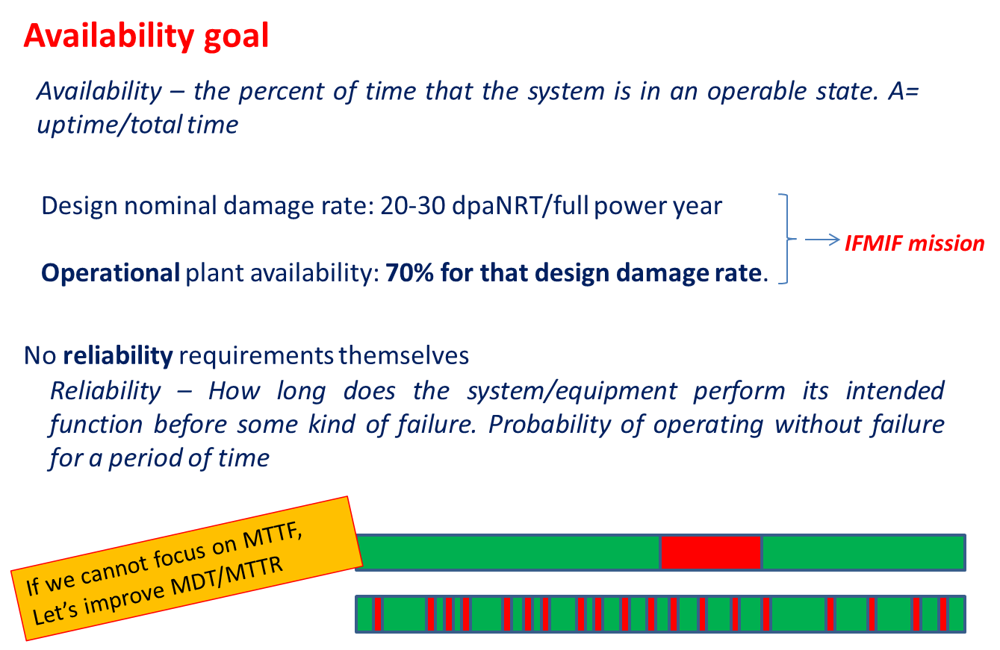 Availability goal
Availability – the percent of time that the system is in an operable state. A=
uptime/total time
Design nominal damage rate: 20-30 dpaNRT/full power year
IFMIF mission
Operational plant availability: 70% for that design damage rate.
No reliability requirements themselves
Reliability – How long does the system/equipment perform its intended
function before some kind of failure. Probability of operating without failure
for a period of time
If we cannot focus on MTTF,
Let’s improve MDT/MTTR